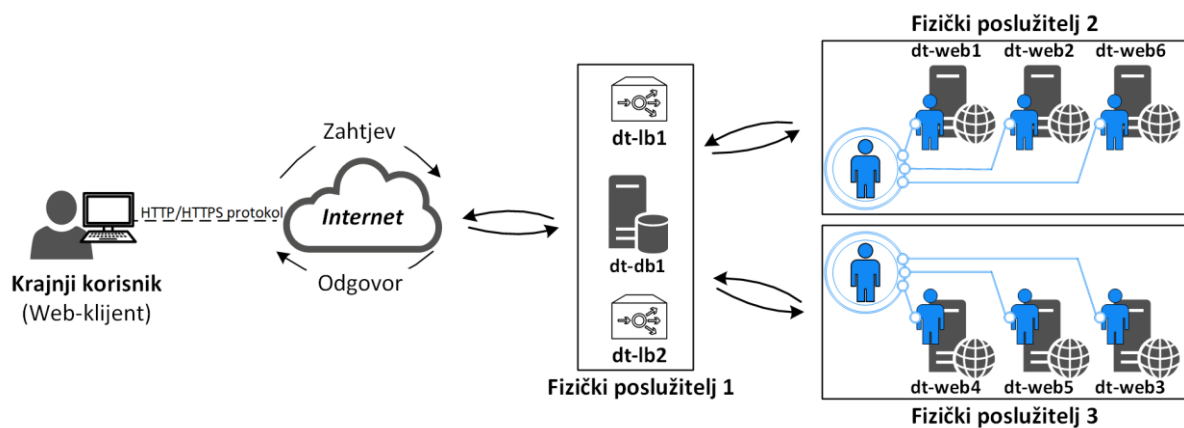 Krajnji korisnik
(Web-klijent)
HTTP/HTTPS protokol
Zahtjev
Internet
Odgovor
dt-lb1
dt-db1
dt-lb2
Fizički poslužitelj 1
Fizički poslužitelj 2
dt-web1 dt-web2 dt-web6
dt-web4 dt-web5 dt-web3
Fizički poslužitelj 3